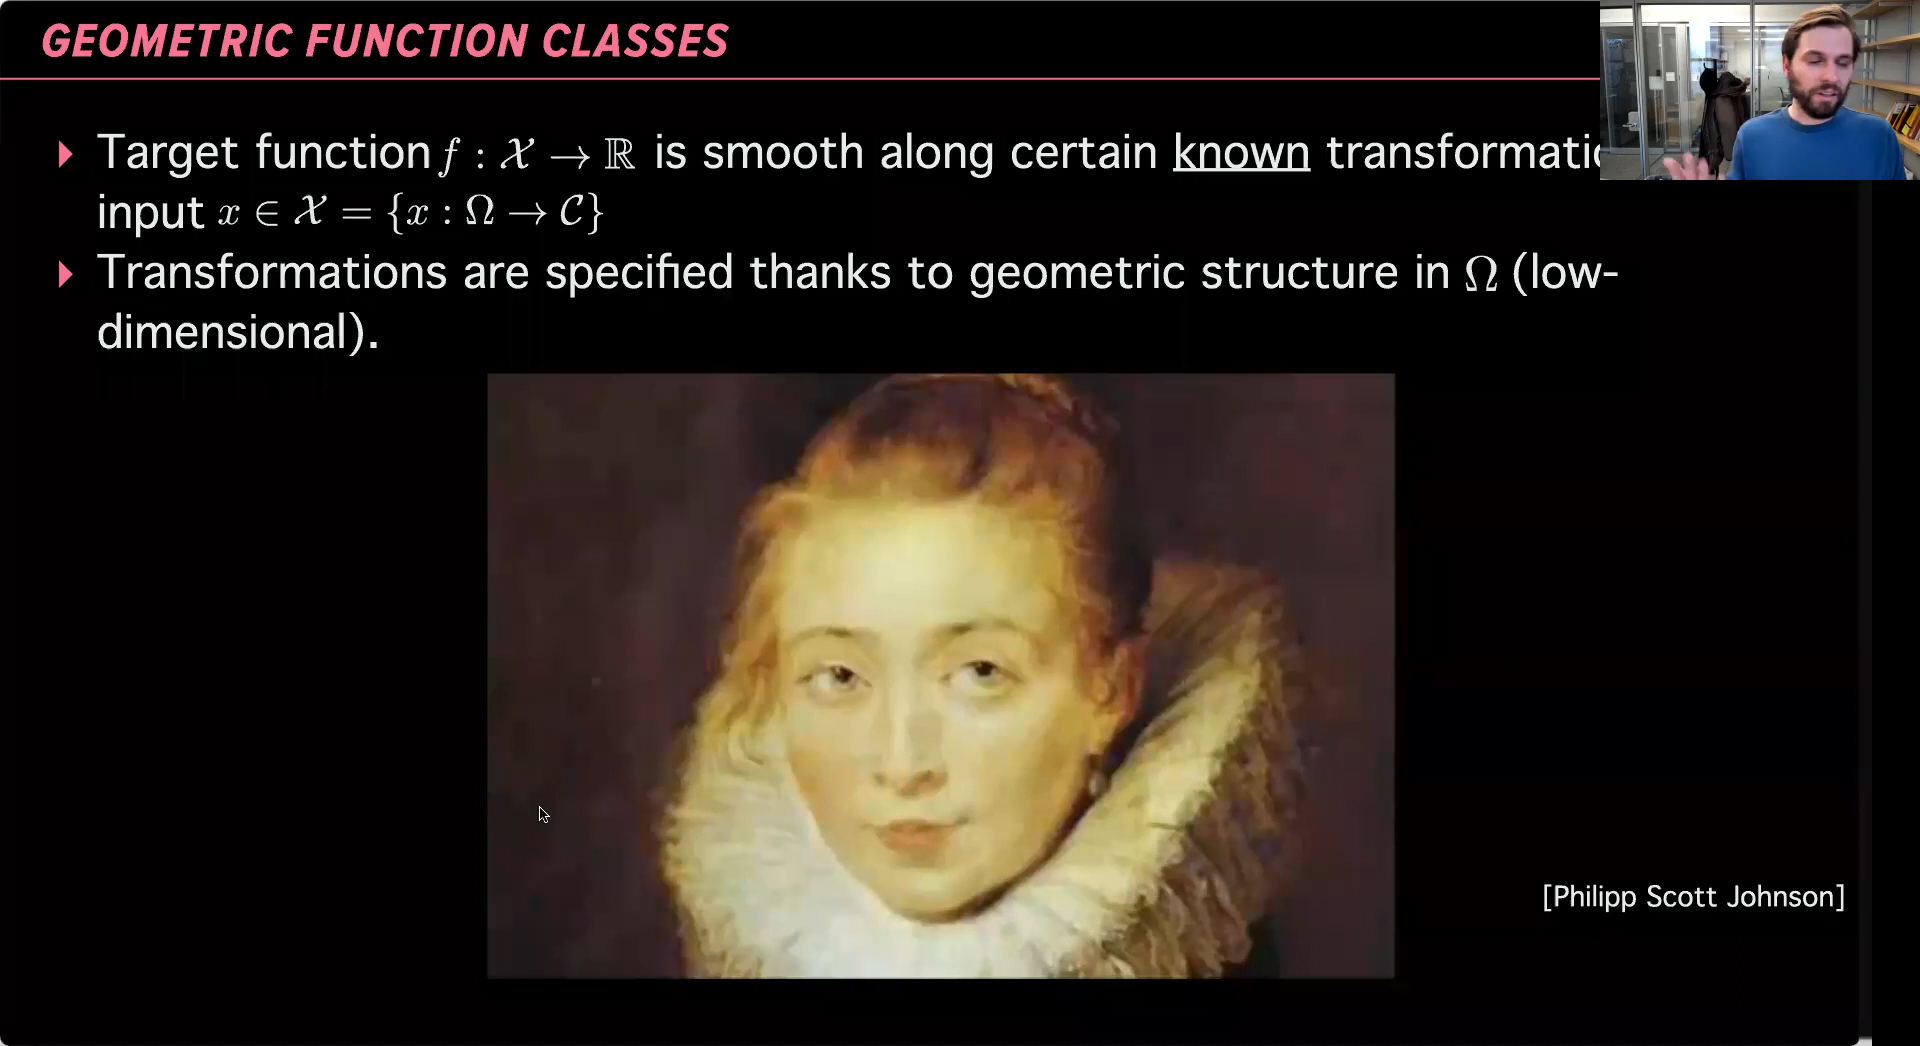 GEOMETRIC FUNCTION CLASSES
Target function f : 𝒳 → ℝ is smooth along certain known
input x ∈ 𝒳 = {x : Ω → 𝒞}
Transformations are specified thanks to geometric structure in Ω (low-
dimensional).
[Philipp Scott Johnson]